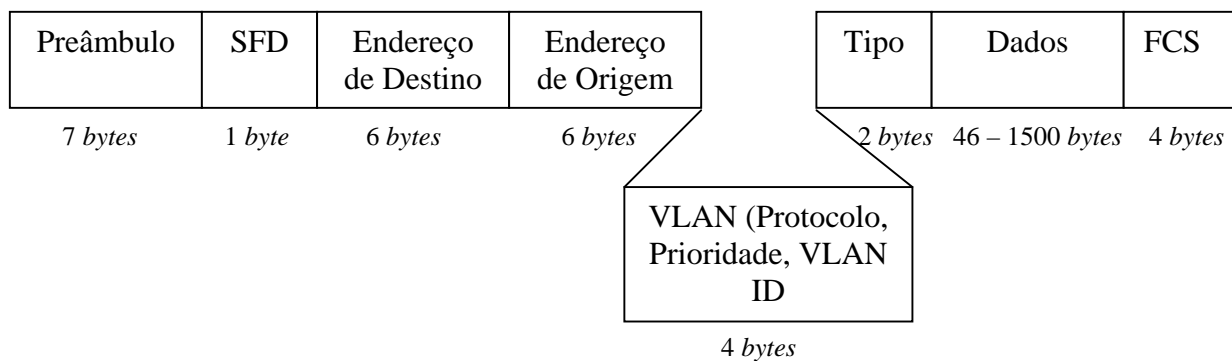 Preâmbulo SFD Endereço Endereço Tipo Dados FCS
de Destino de Origem
7 bytes 1 byte 6 bytes 6 bytes 2 bytes 46 – 1500 bytes 4 bytes
VLAN (Protocolo,
Prioridade, VLAN
ID
4 bytes